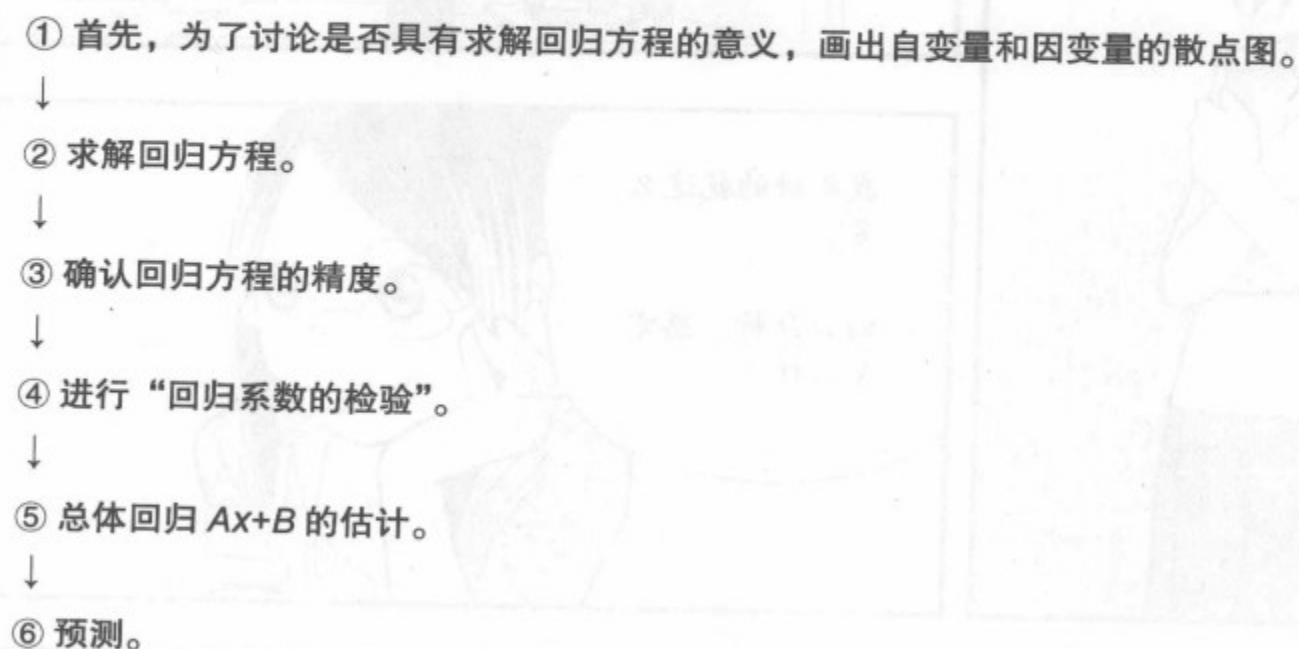 ① 首先，为了讨论是否具有求解回归方程的意义，画出自变量和因变量的散点图。
↓
② 求解回归方程。
↓
③ 确认回归方程的精度。
↓
④ 进行“回归系数的检验”。
↓
⑤ 总体回归 Ax+B 的估计。
↓
⑥ 预测。